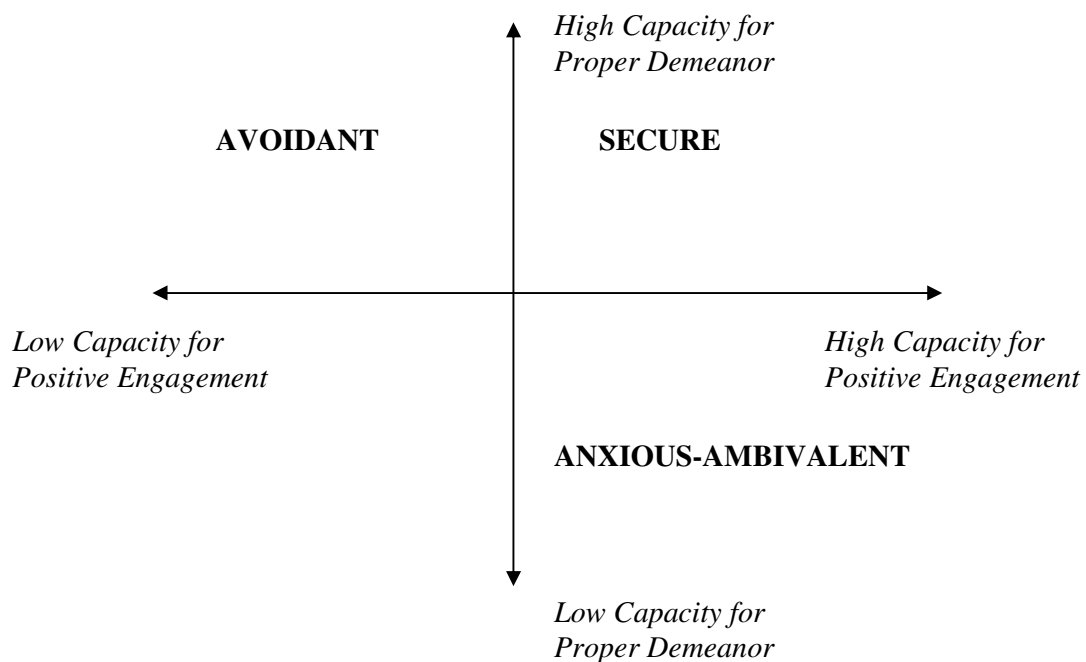 High Capacity for
Proper Demeanor
AVOIDANT
SECURE
Low Capacity for
Positive Engagement
High Capacity for
Positive Engagement
ANXIOUS-AMBIVALENT
Low Capacity for
Proper Demeanor